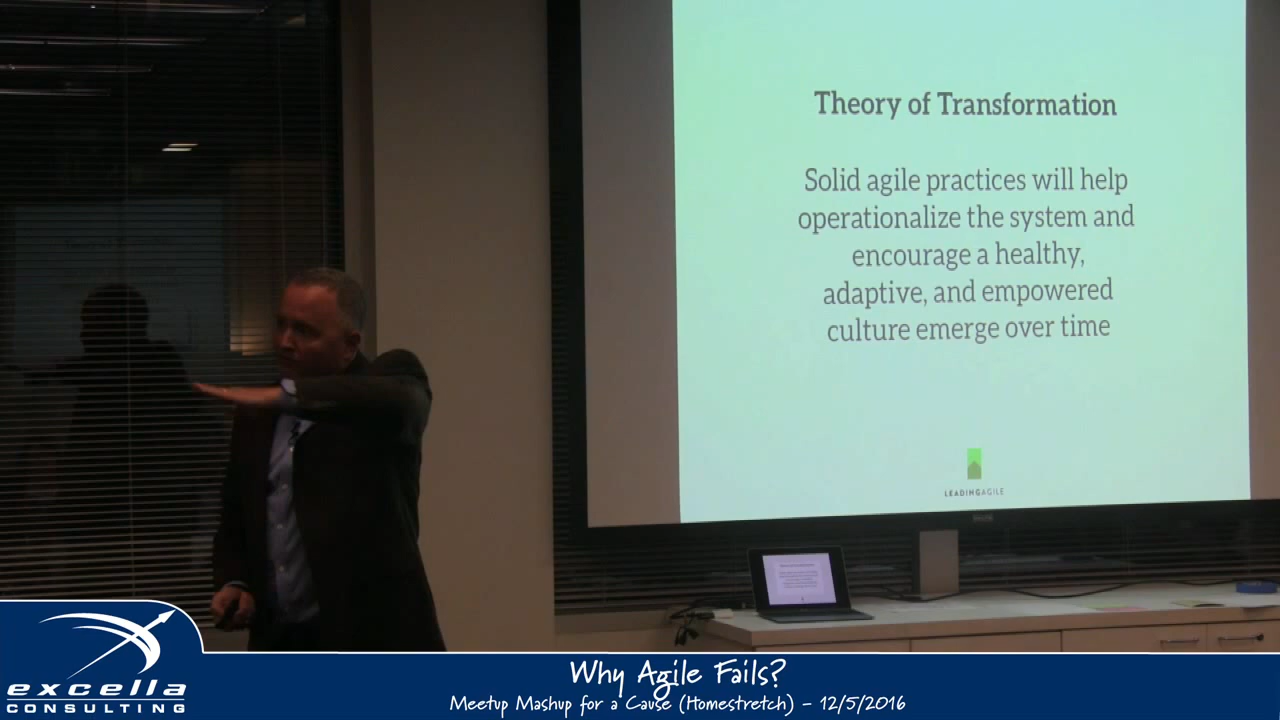 Theory of Transformation
Solid agile practices will help
operationalize the system and
encourage a healthy,
adaptive, and empowered
culture emerge over time
LEADINGAGILE
excella
CONSULTING
Why Agile Fails?
Meetup Mashup for a Cause (Homestretch) - 12/5/2016